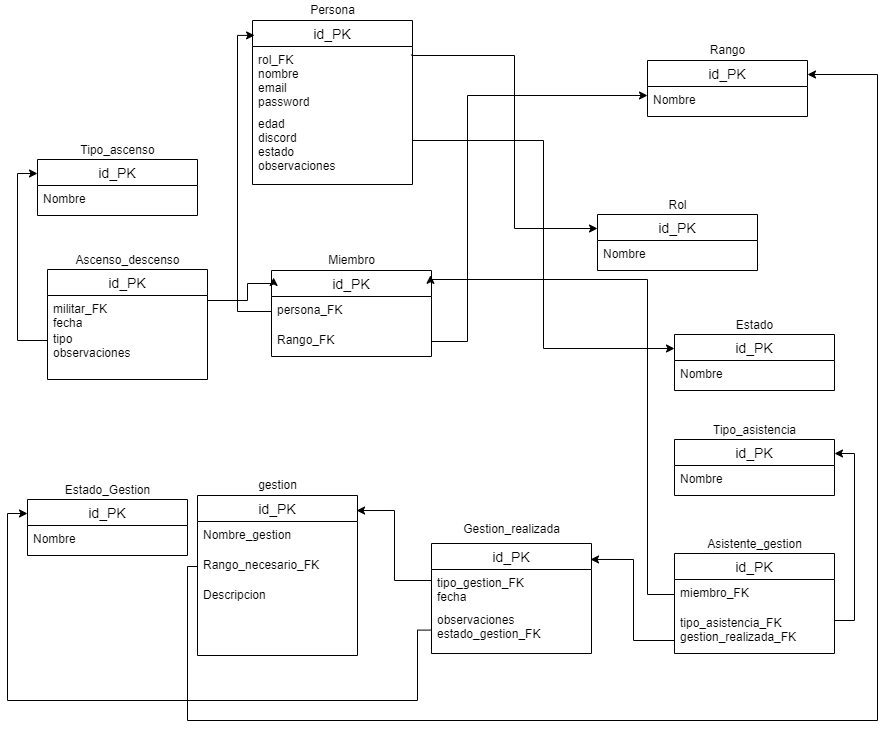 Persona
id_PK
rol_FK
nombre
email
password
edad
discord
estado
observaciones
Rango
id_PK
Nombre
Tipo_ascenso
id_PK
Nombre
Rol
id_PK
Nombre
Ascenso_descenso
id_PK
militar_FK
fecha
tipo
observaciones
Miembro
id_PK
persona_FK
Rango_FK
Estado
id_PK
Nombre
Tipo_asistencia
id_PK
Nombre
Estado_Gestion
id_PK
Nombre
gestion
id_PK
Nombre_gestion
Rango_necesario_FK
Descripcion
Gestion_realizada
id_PK
tipo_gestion_FK
fecha
observaciones
estado_gestion_FK
Asistente_gestion
id_PK
miembro_FK
tipo_asistencia_FK
gestion_realizada_FK